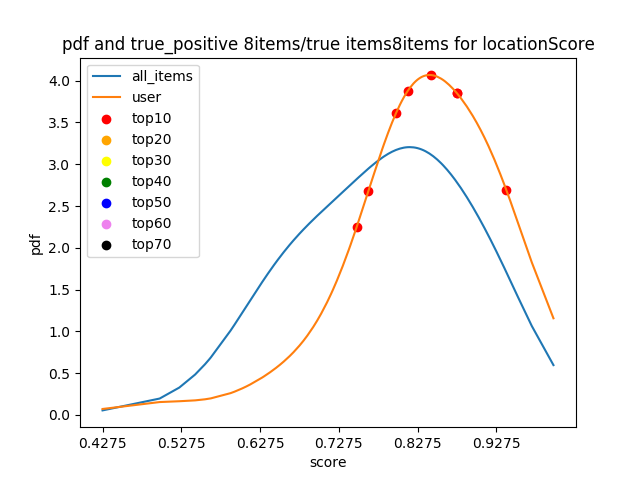 pdf and true_positive 8items/true items8items for locationScore
all_items
user
top10
top20
top30
top40
top50
top60
top70
4.0
3.5
3.0
2.5
2.0
1.5
1.0
0.5
0.0
pdf
0.4275 0.5275 0.6275 0.7275 0.8275 0.9275
score